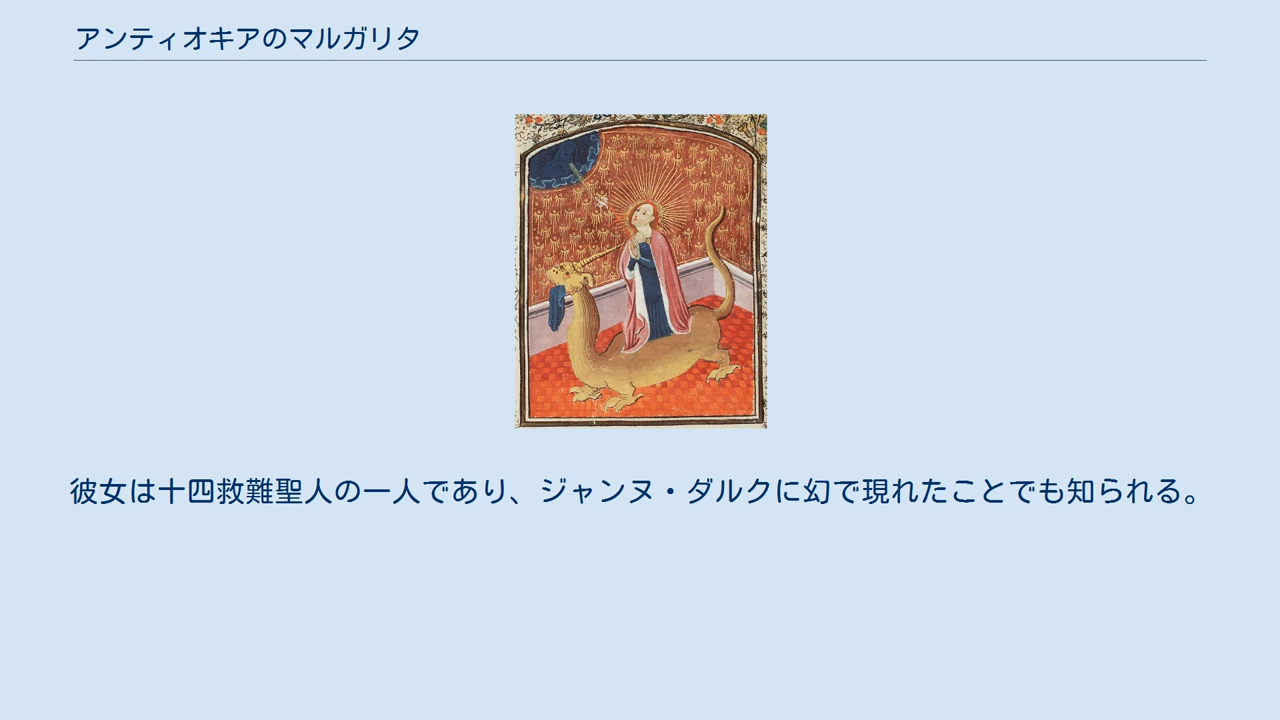 アンティオキアのマルガリタ
彼女は十四救難聖人の一人であり、ジャンヌ・ダルクに幻で現れたことでも知られる。